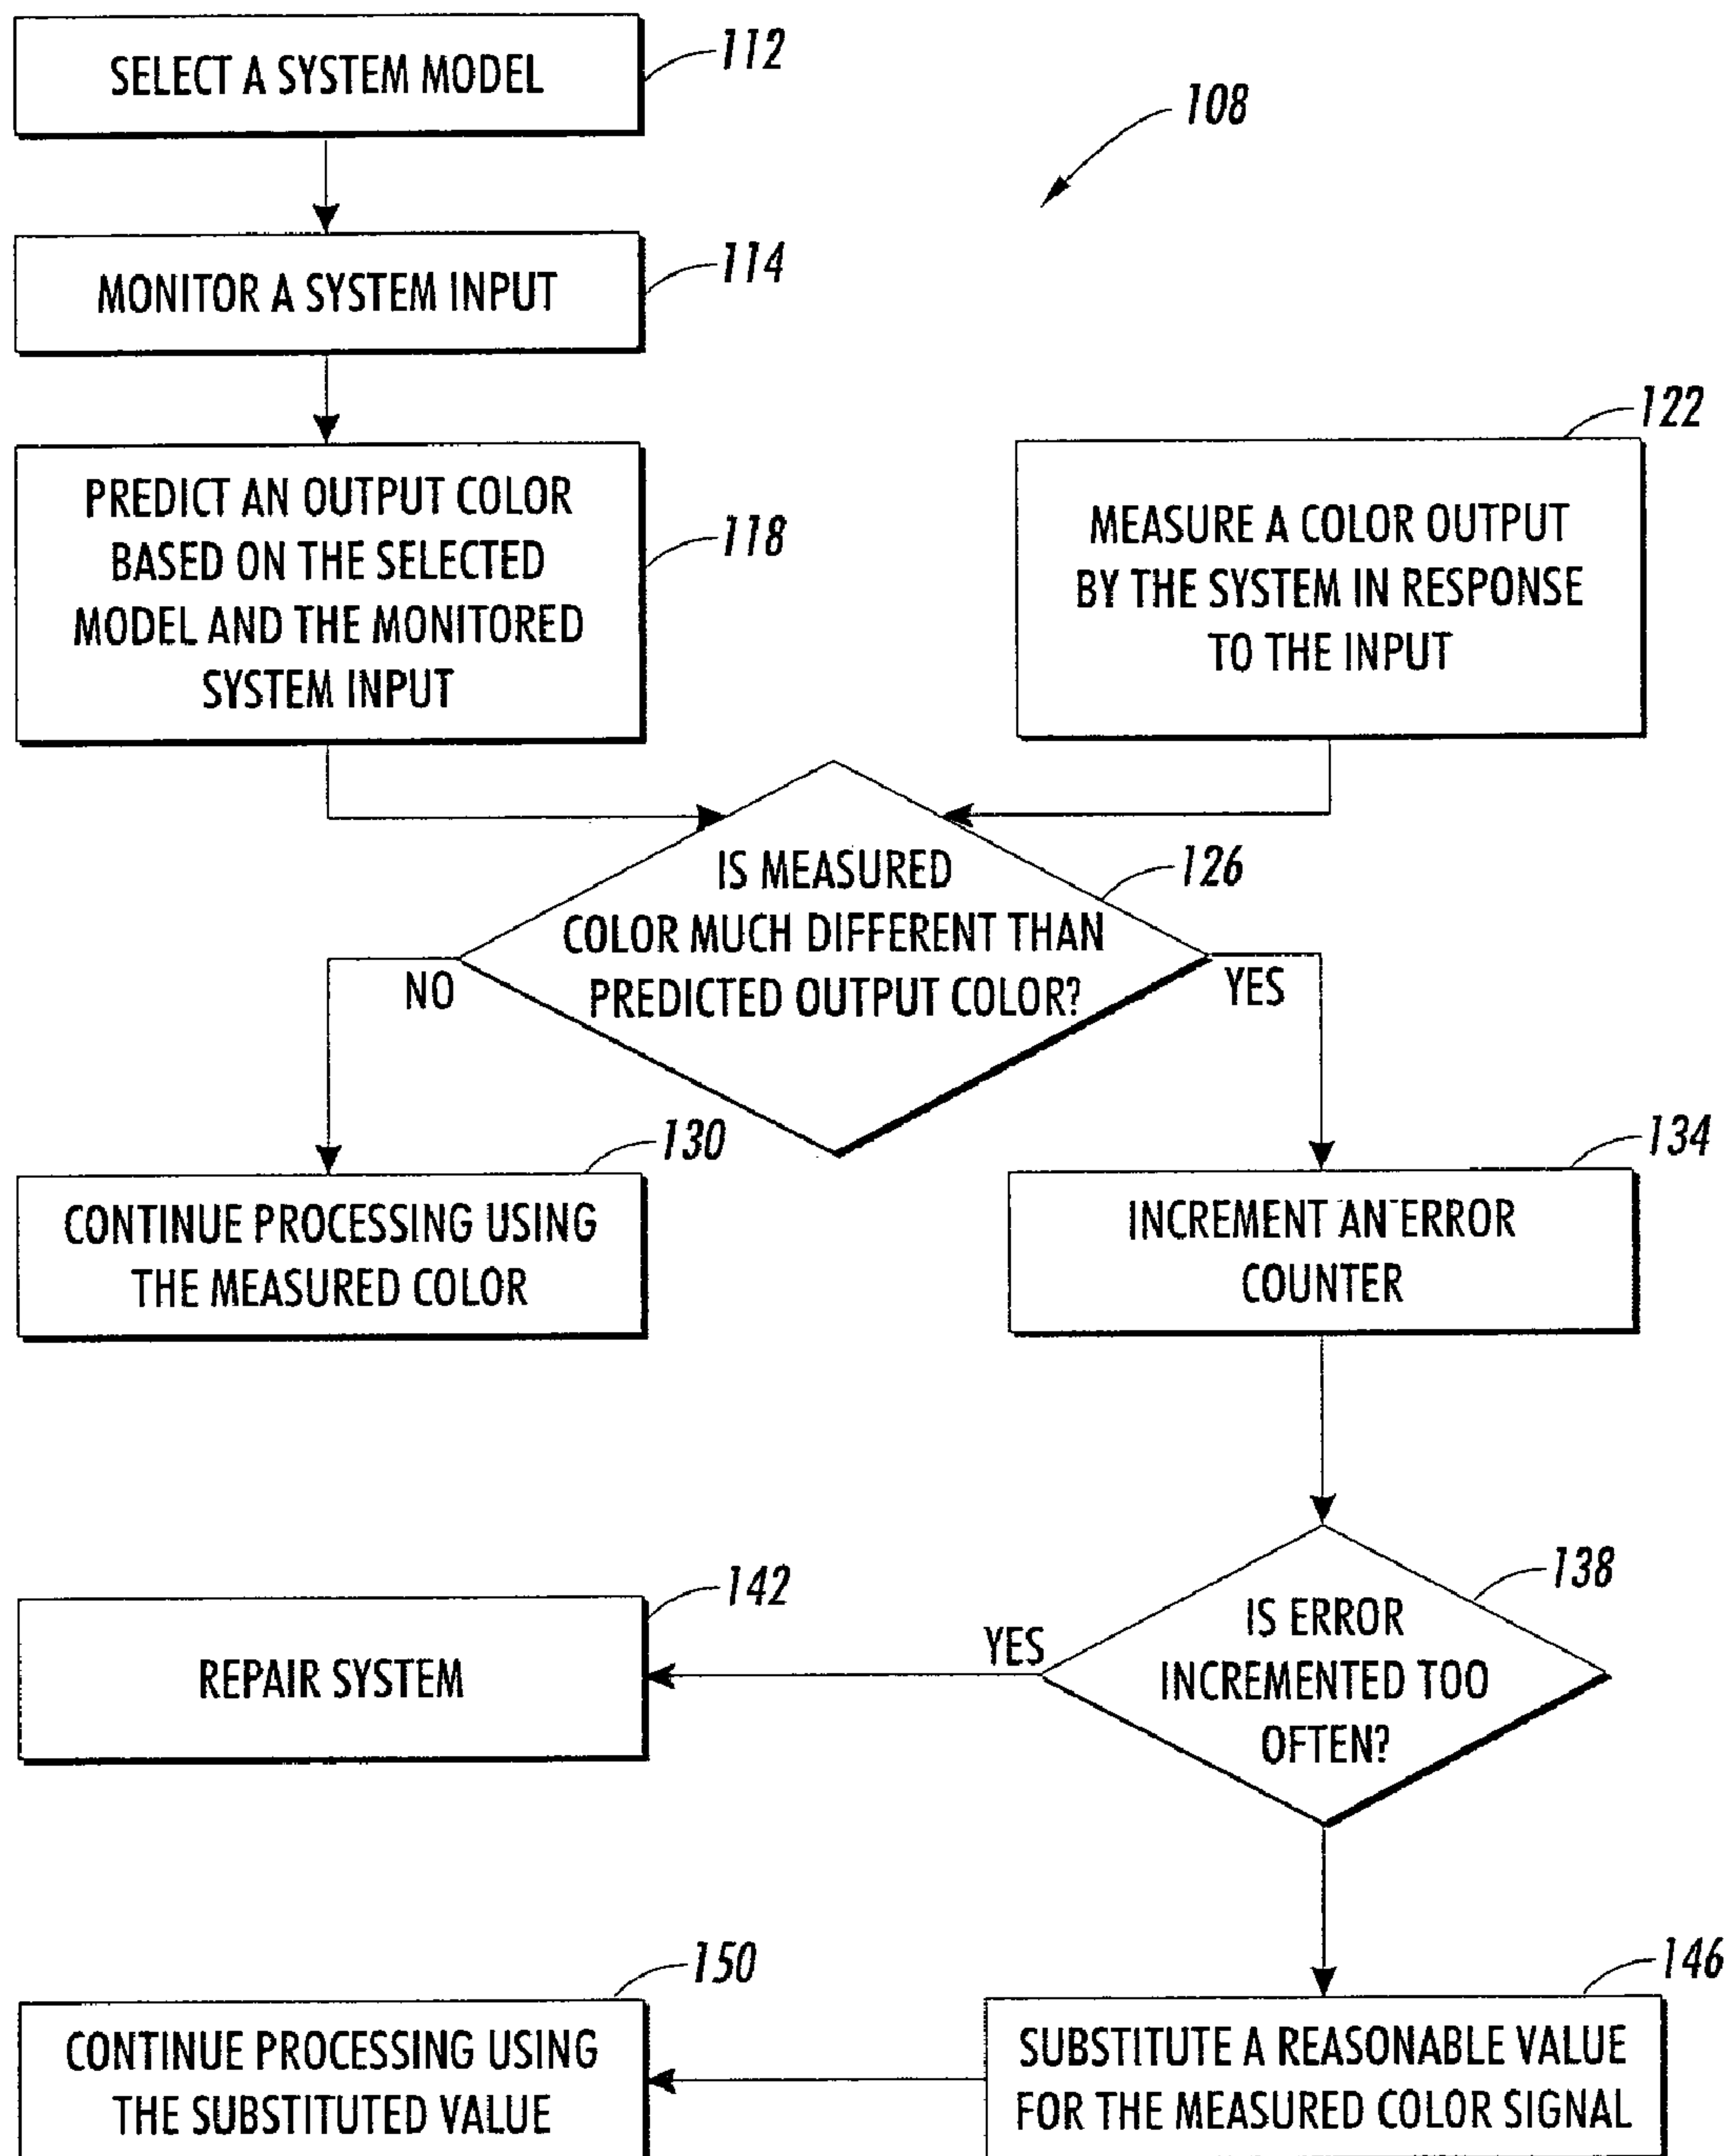 SELECT A SYSTEM MODEL
112
108
MONITOR A SYSTEM INPUT
114
PREDICT AN OUTPUT COLOR
BASED ON THE SELECTED
MODEL AND THE MONITORED
SYSTEM INPUT
118
122
MEASURE A COLOR OUTPUT
BY THE SYSTEM IN RESPONSE
TO THE INPUT
IS MEASURED
COLOR MUCH DIFFERENT THAN
PREDICTED OUTPUT COLOR?
126
NO
YES
130
CONTINUE PROCESSING USING
THE MEASURED COLOR
134
INCREMENT AN ERROR
COUNTER
138
IS ERROR
INCREMENTED TOO
OFTEN?
YES
142
REPAIR SYSTEM
146
SUBSTITUTE A REASONABLE VALUE
FOR THE MEASURED COLOR SIGNAL
150
CONTINUE PROCESSING USING
THE SUBSTITUTED VALUE